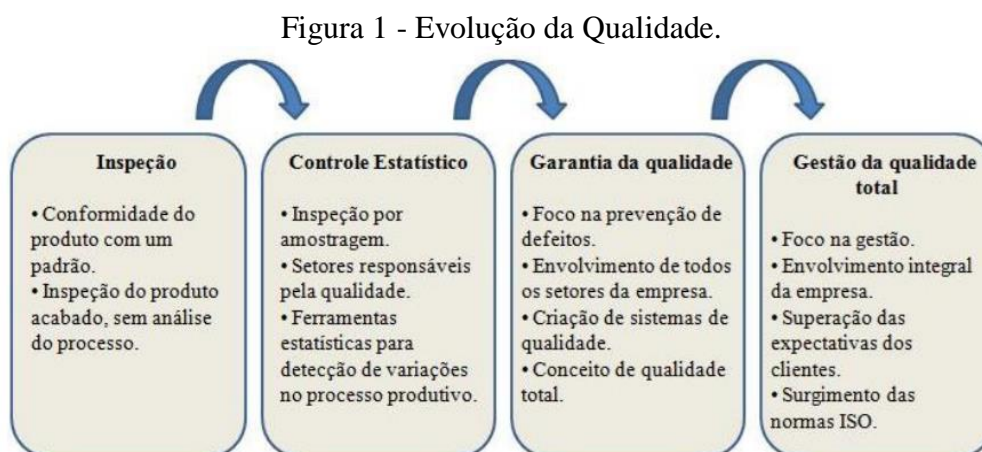 Figura 1 - Evolução da Qualidade.
Inspeção
• Conformidade do
produto com um
padrão.
• Inspeção do produto
acabado, sem análise
do processo.
Controle Estatístico
• Inspeção por
amostragem.
• Setores responsáveis
pela qualidade.
• Ferramentas
estatísticas para
detecção de variações
no processo produtivo.
Garantia da qualidade
• Foco na prevenção de
defeitos.
• Envolvimento de todos
os setores da empresa.
• Criação de sistemas de
qualidade.
• Conceito de qualidade
total.
Gestão da qualidade
total
• Foco na gestão.
• Envolvimento integral
da empresa.
• Superação das
expectativas dos
clientes.
• Surgimento das
normas ISO.